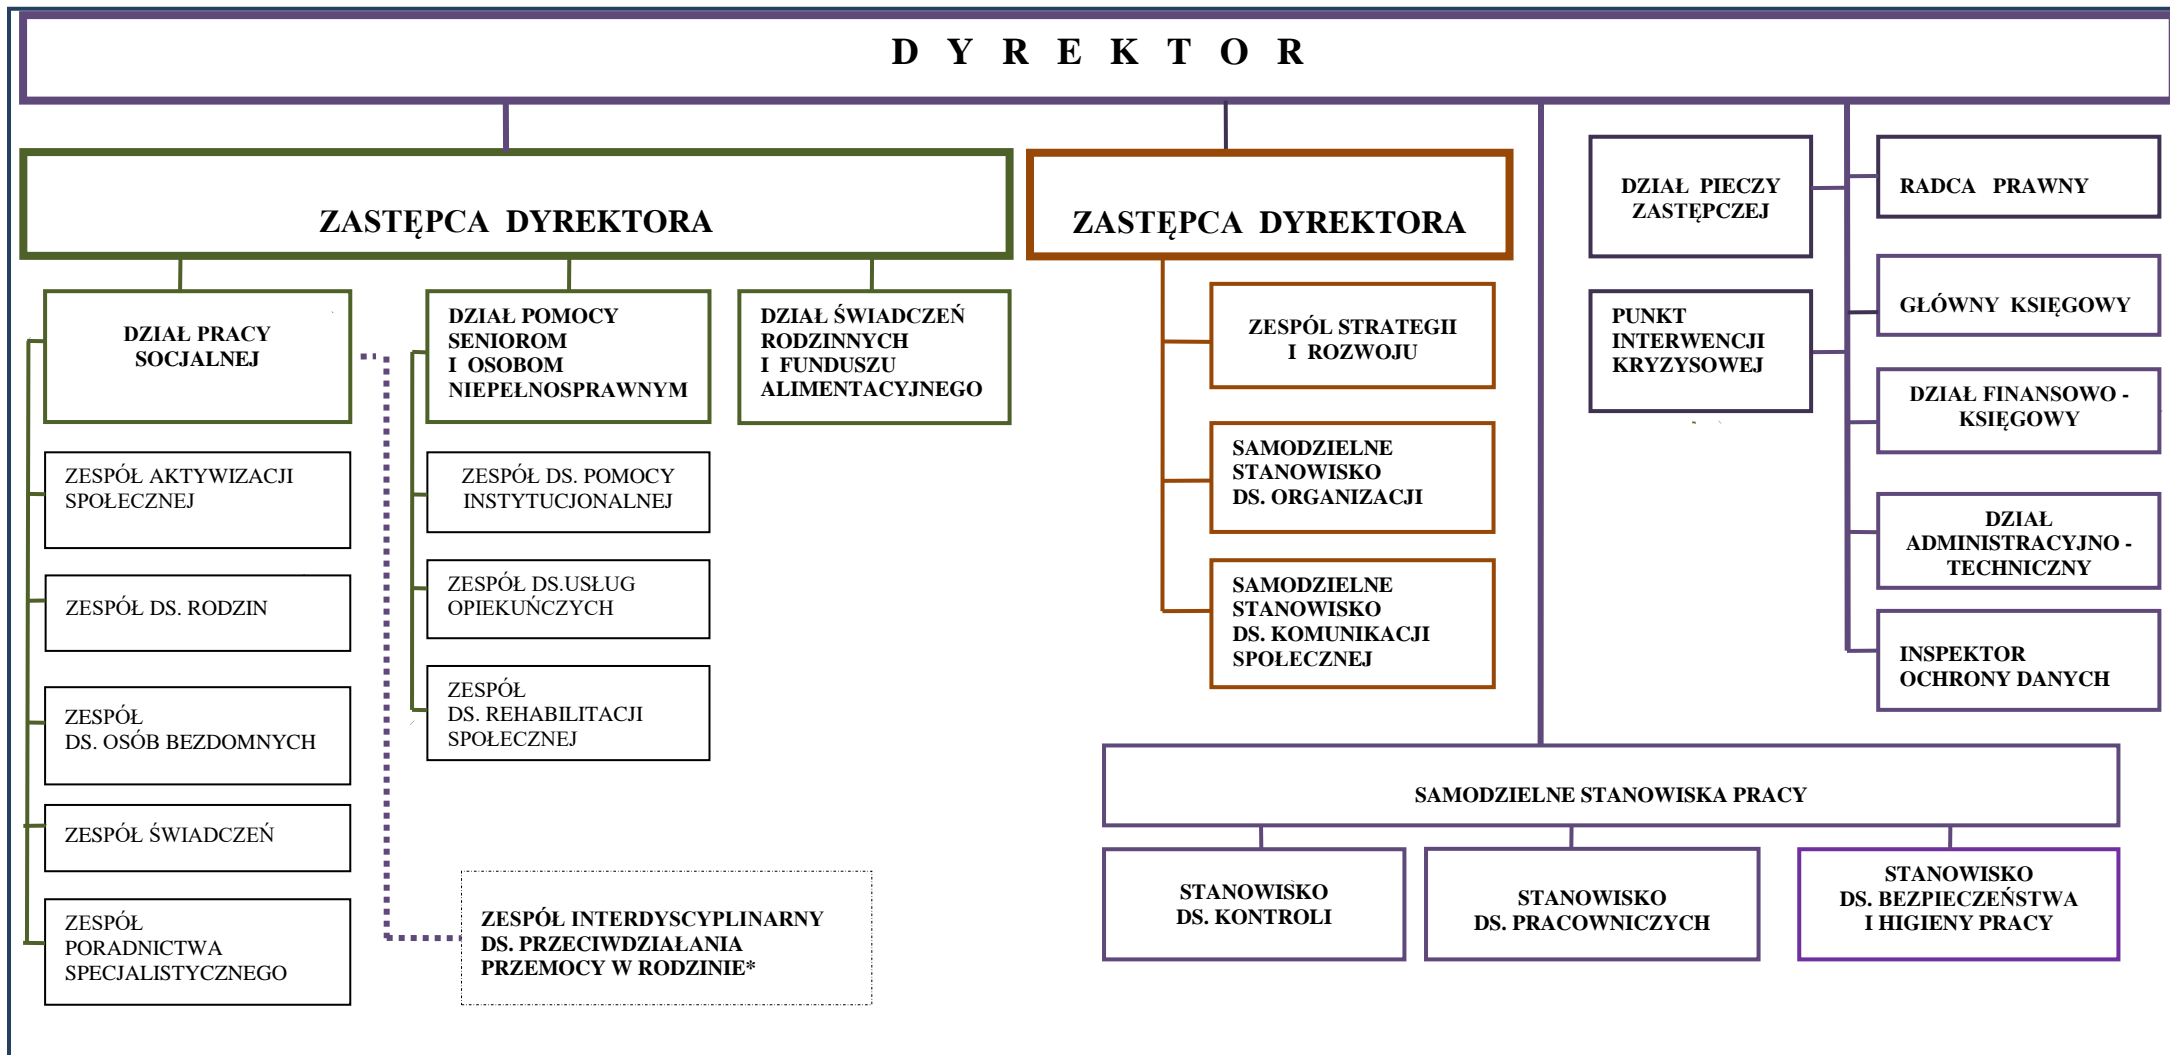 D Y R E K T O R
ZASTĘPCA DYREKTORA
DZIAŁ PRACY
SOCJALNEJ
ZESPÓŁ AKTYWIZACJI
SPOŁECZNEJ
ZESPÓŁ DS. RODZIN
ZESPÓŁ
DS. OSÓB BEZDOMNYCH
ZESPÓŁ ŚWIADCZEŃ
ZESPÓŁ
PORADNICTWA
SPECJALISTYCZNEGO
ZESPÓŁ INTERDYSCYPLINARNY
DS. PRZECIWDZIAŁANIA
PRZEMOCY W RODZINIE*
DZIAŁ POMOCY
SENIOROM
I OSOBOM
NIEPEŁNOSPRAWNYM
ZESPÓŁ DS. POMOCY
INSTYTUCJONALNEJ
ZESPÓŁ DS.USŁUG
OPIEKUŃCZYCH
ZESPÓŁ
DS. REHABILITACJI
SPOŁECZNEJ
DZIAŁ ŚWIADCZEŃ
RODZINNYCH
I FUNDUSZU
ALIMENTACYJNEGO
ZASTĘPCA DYREKTORA
ZESPÓL STRATEGII
I ROZWOJU
SAMODZIELNE
STANOWISKO
DS. ORGANIZACJI
SAMODZIELNE
STANOWISKO
DS. KOMUNIKACJI
SPOŁECZNEJ
DZIAŁ PIECZY
ZASTĘPCZEJ
PUNKT
INTERWENCJI
KRYZYSOWEJ
RADCA PRAWNY
GŁÓWNY KSIĘGOWY
DZIAŁ FINANSOWO -
KSIĘGOWY
DZIAŁ
ADMINISTRACYJNO -
TECHNICZNY
INSPEKTOR
OCHRONY DANYCH
SAMODZIELNE STANOWISKA PRACY
STANOWISKO
DS. KONTROLI
STANOWISKO
DS. PRACOWNICZYCH
STANOWISKO
DS. BEZPIECZEŃSTWA
I HIGIENY PRACY